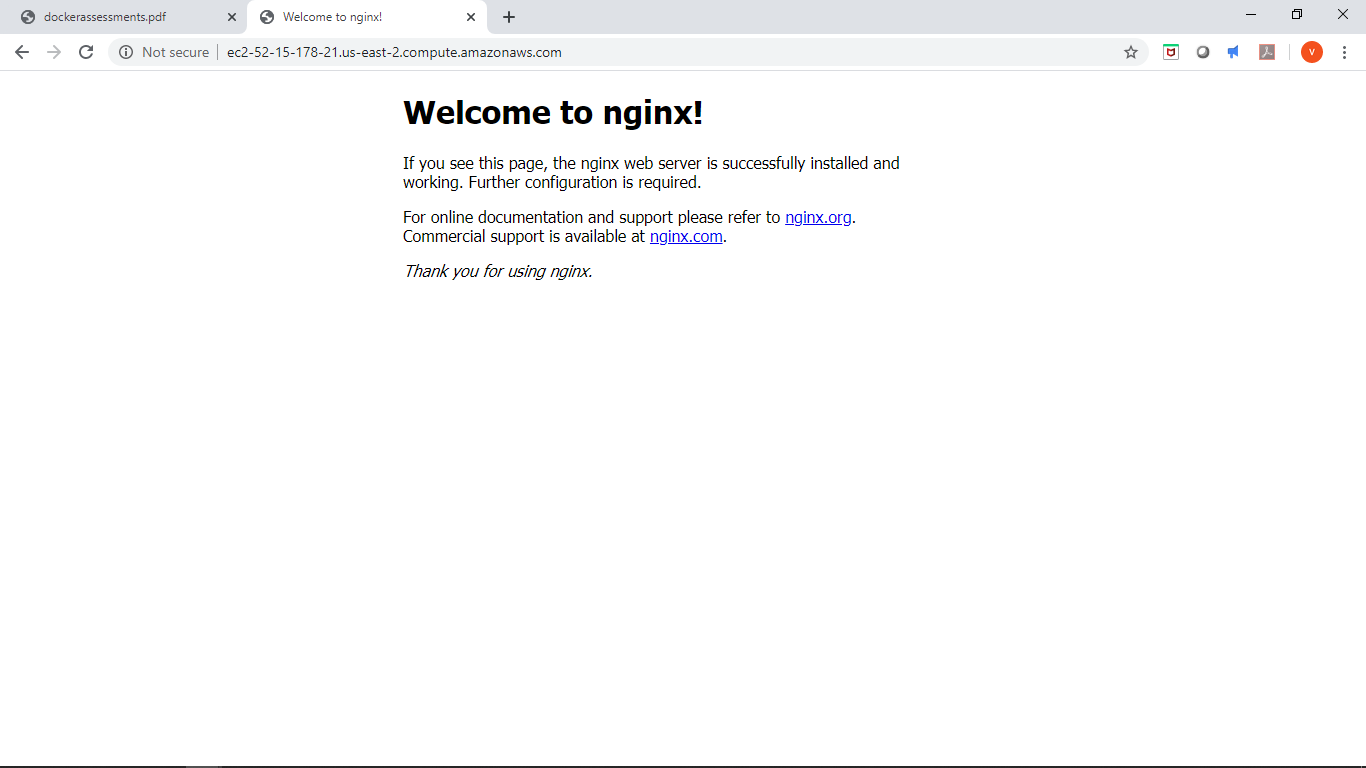 dockerassessments.pdf
Welcome to nginx!
Not secure
ec2-52-15-178-21.us-east-2.compute.amazonaws.com
V
Welcome to nginx!
If you see this page, the nginx web server is successfully installed and
working. Further configuration is required.
For online documentation and support please refer to nginx.org.
Commercial support is available at nginx.com.
Thank you for using nginx.